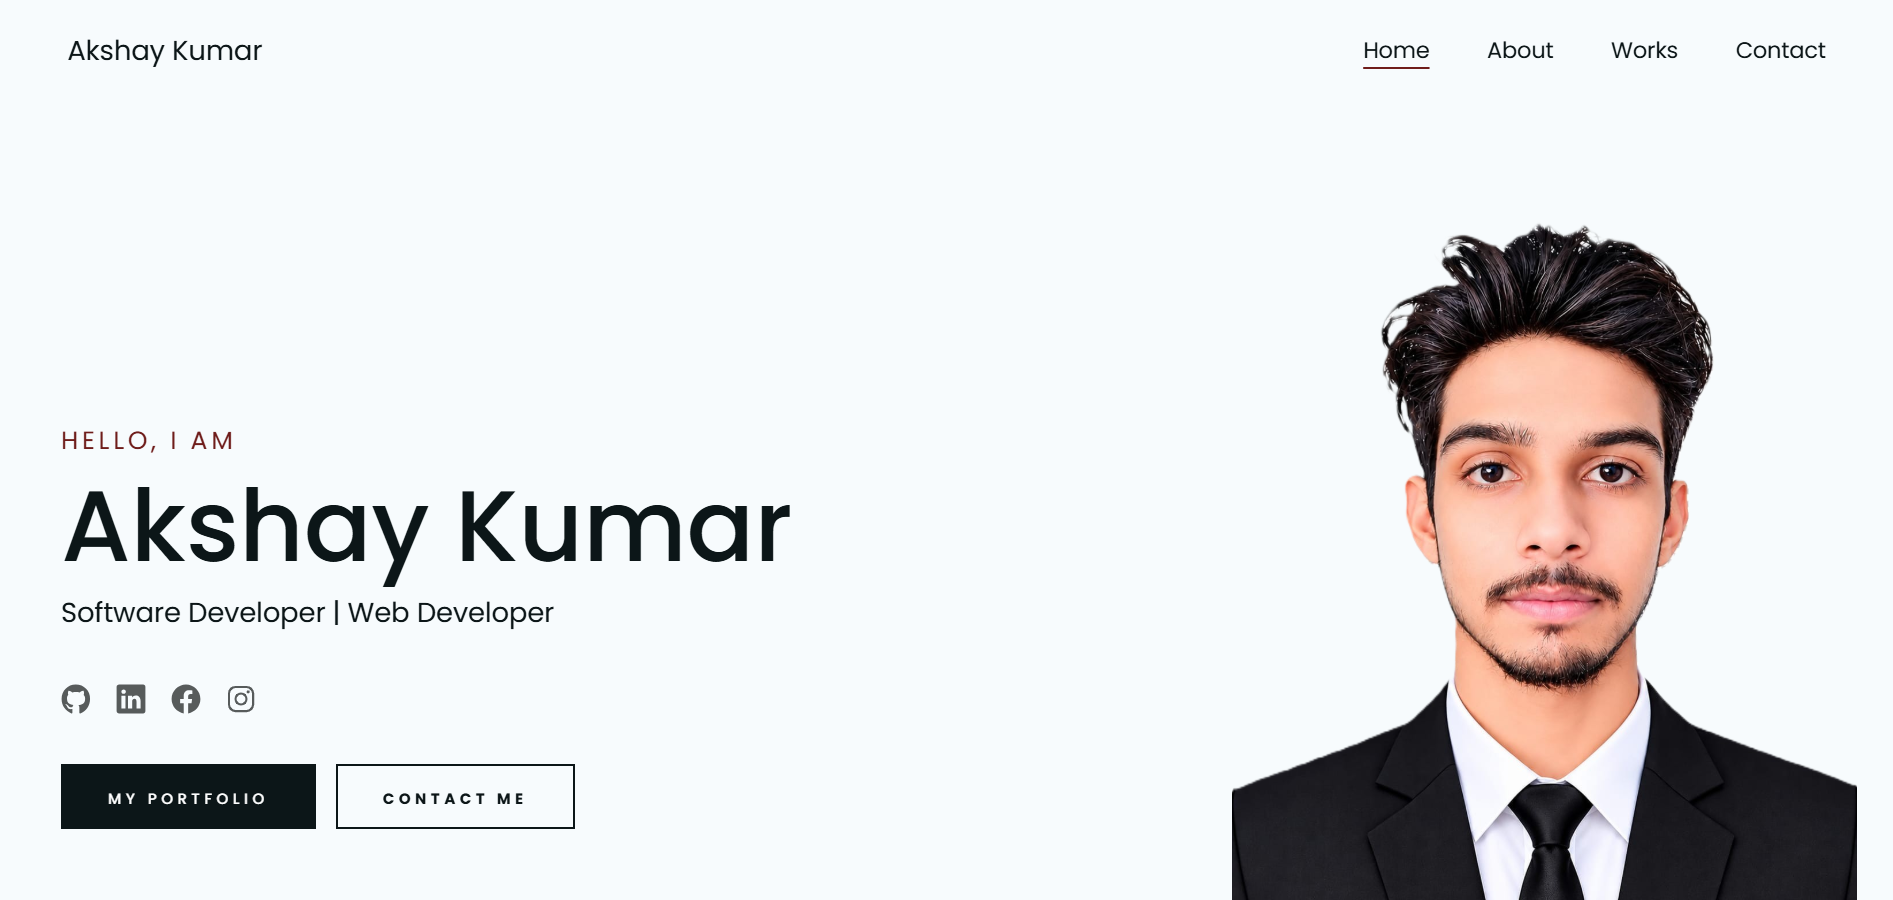 Akshay Kumar
Home About Works Contact
HELLO, I AM
Akshay Kumar
Software Developer | Web Developer
MY PORTFOLIO CONTACT ME